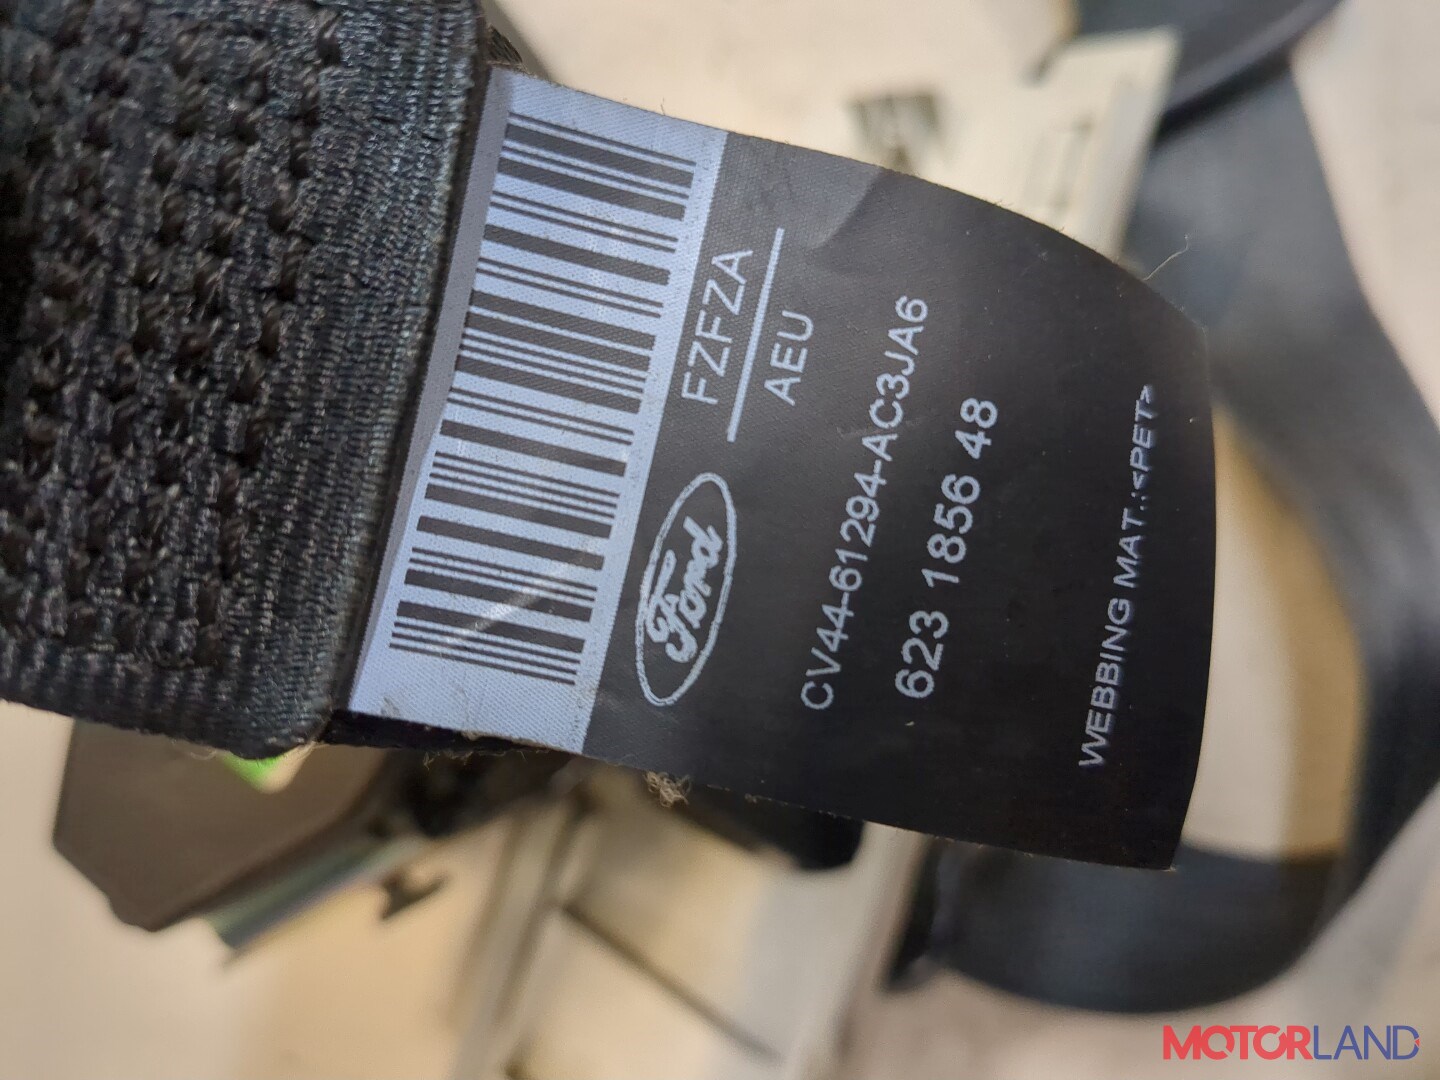 FZFZA
AEU
Ford
CV44-61294-AC3JA6
623 1856 48
WEBBING MAT.:<PET>
MOTORLAND